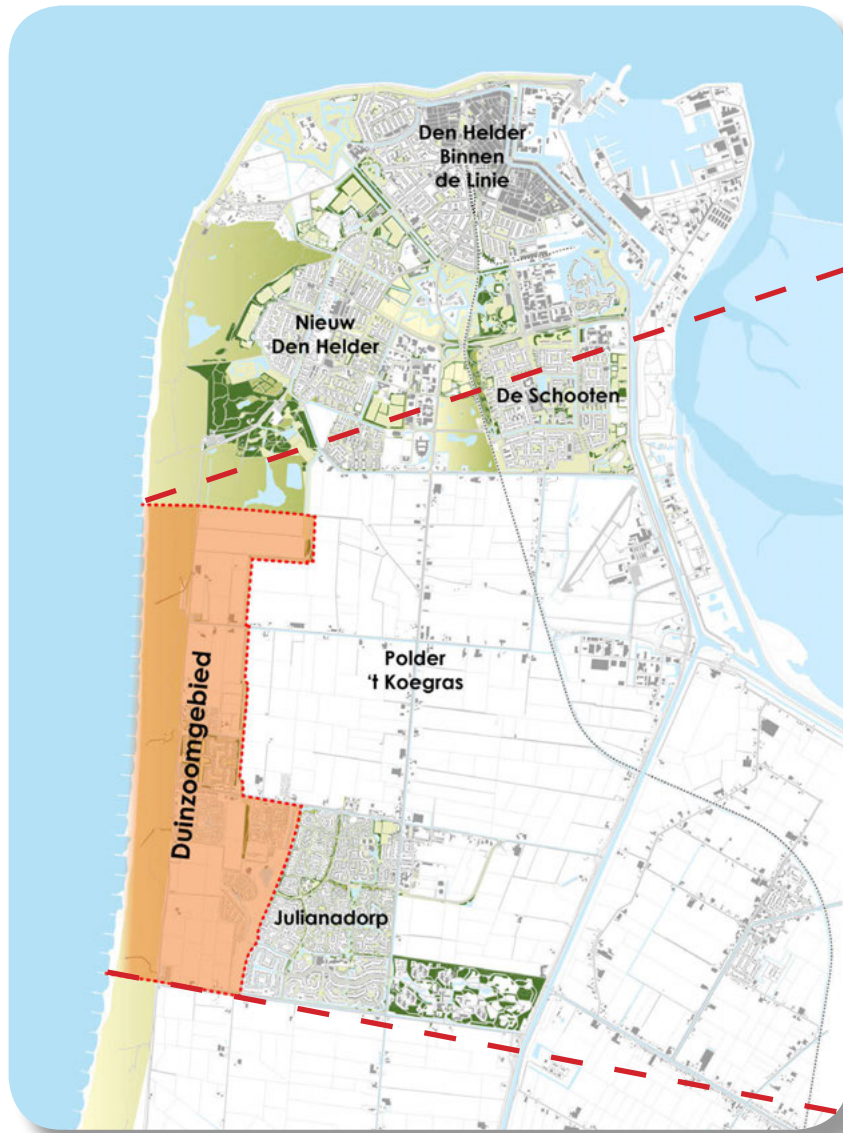 Den Helder
Binnen
de Linie
Nieuw
Den Helder
De Schooten
Polder
‘t Koegras
Duinzoomgebied
Julianadorp